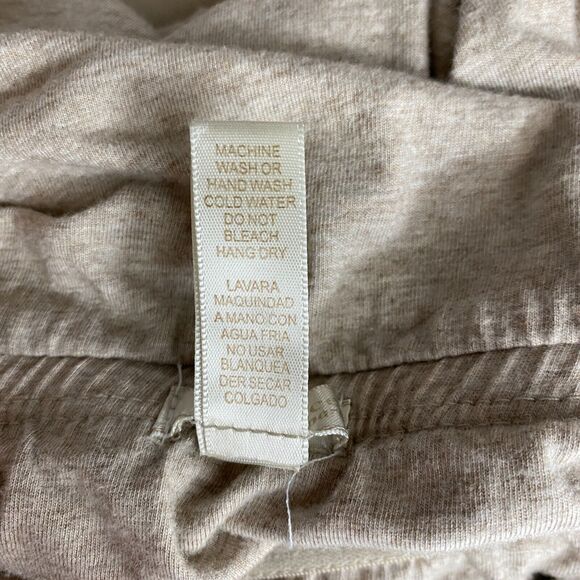 MACHINE
WASH OR
HAND WASH
COLD WATER
DO NOT
BLEACH
HANG DRY
LAVARA
MAQUINDAD
A MANO CON
AGUA FRIA
NO USAR
BLANQUEA
DER SECAR
COLGADO